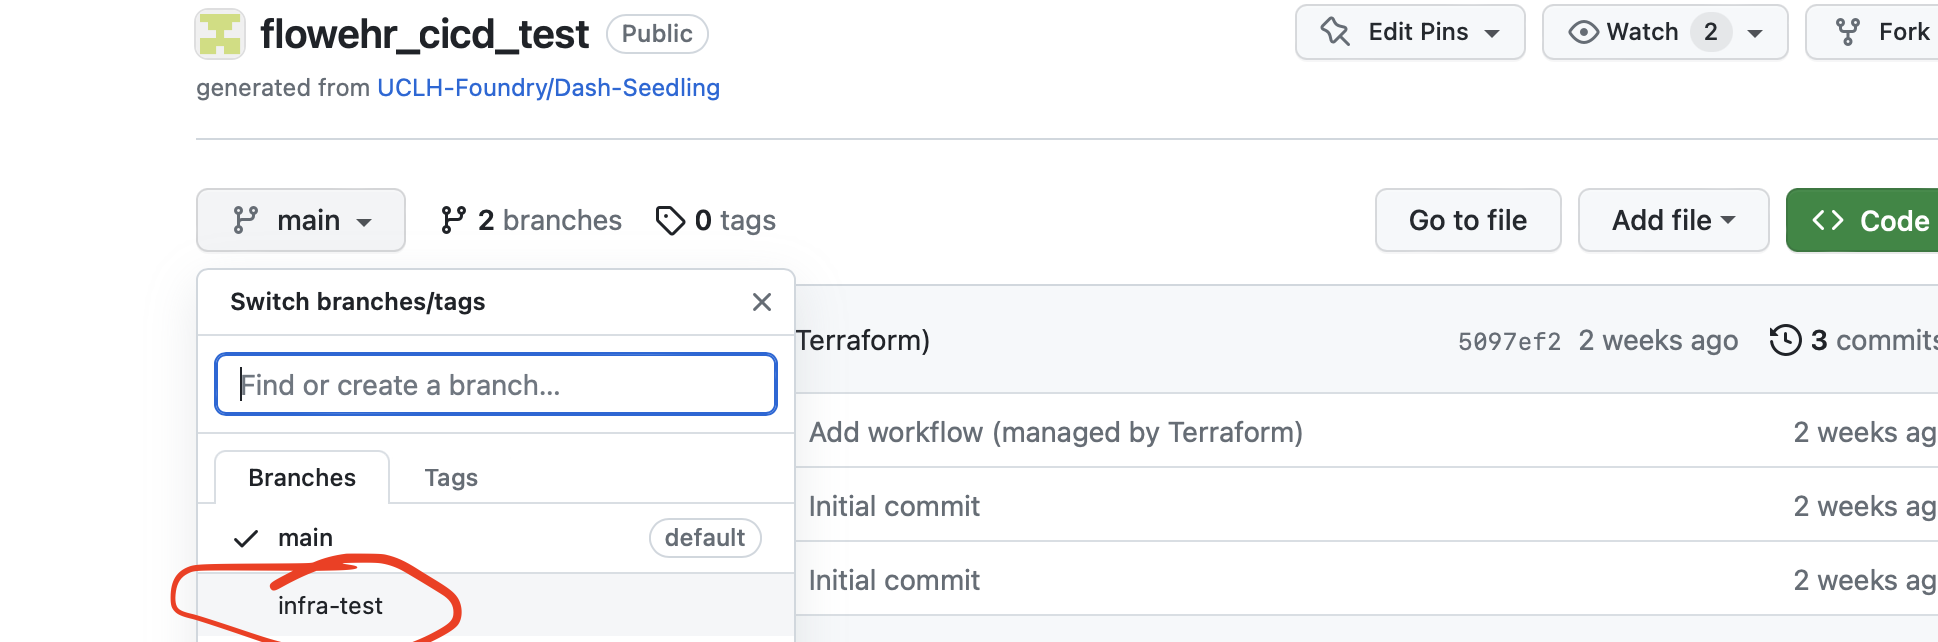 flowehr_cicd_test Public Edit Pins Watch 2 Fork
generated from UCLH-Foundry/Dash-Seedling
main 2 branches 0 tags Go to file Add file Code
Switch branches/tags
Terraform) 5097ef2 2 weeks ago 3 commits
Find or create a branch...
Add workflow (managed by Terraform) 2 weeks ag
Branches Tags
Initial commit 2 weeks ag
main default
Initial commit 2 weeks ag
infra-test